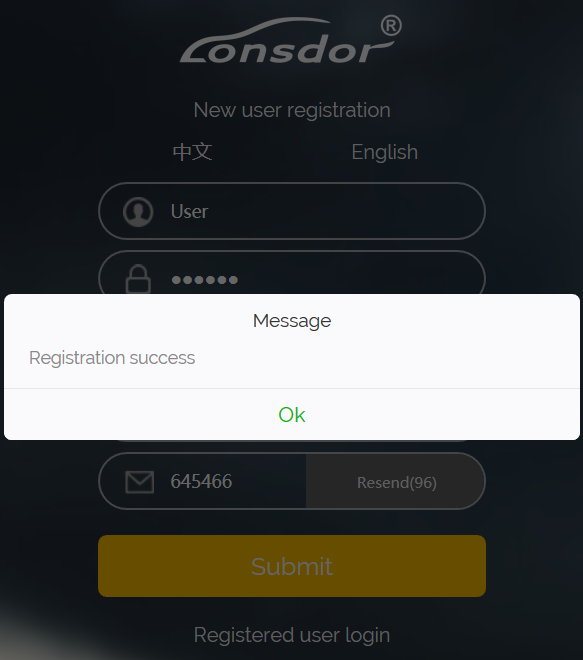 Lonsdor®
New user registration
中文 English
User
●●●●●●
Message
Registration success
Ok
645466 Resend(96)
Submit
Registered user login